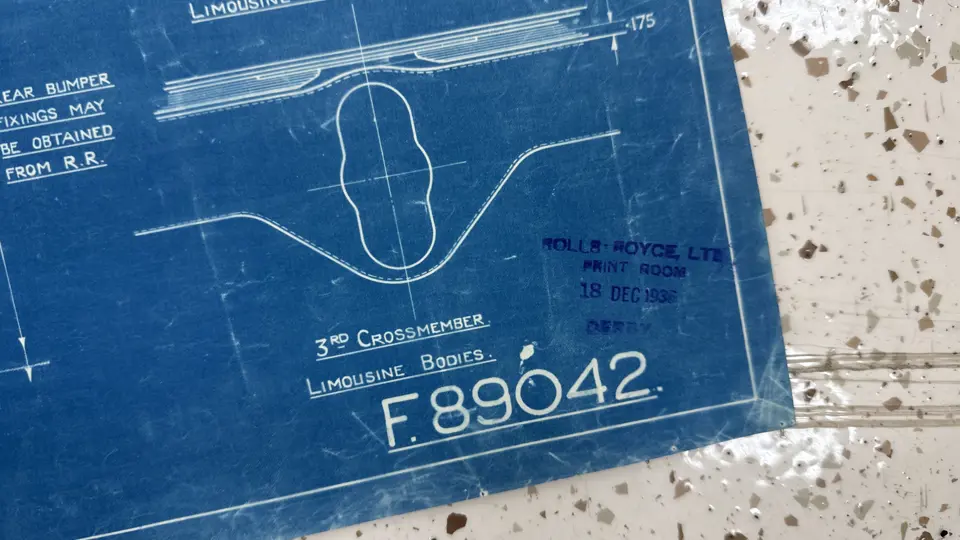 LIMOUSINE
.175
EAR BUMPER
FIXINGS MAY
BE OBTAINED
FROM R.R.
ROLLS-ROYCE, LTD
PRINT ROOM
18 DEC 1936
DERBY
3RD CROSSMEMBER.
LIMOUSINE BODIES.
F.89042.